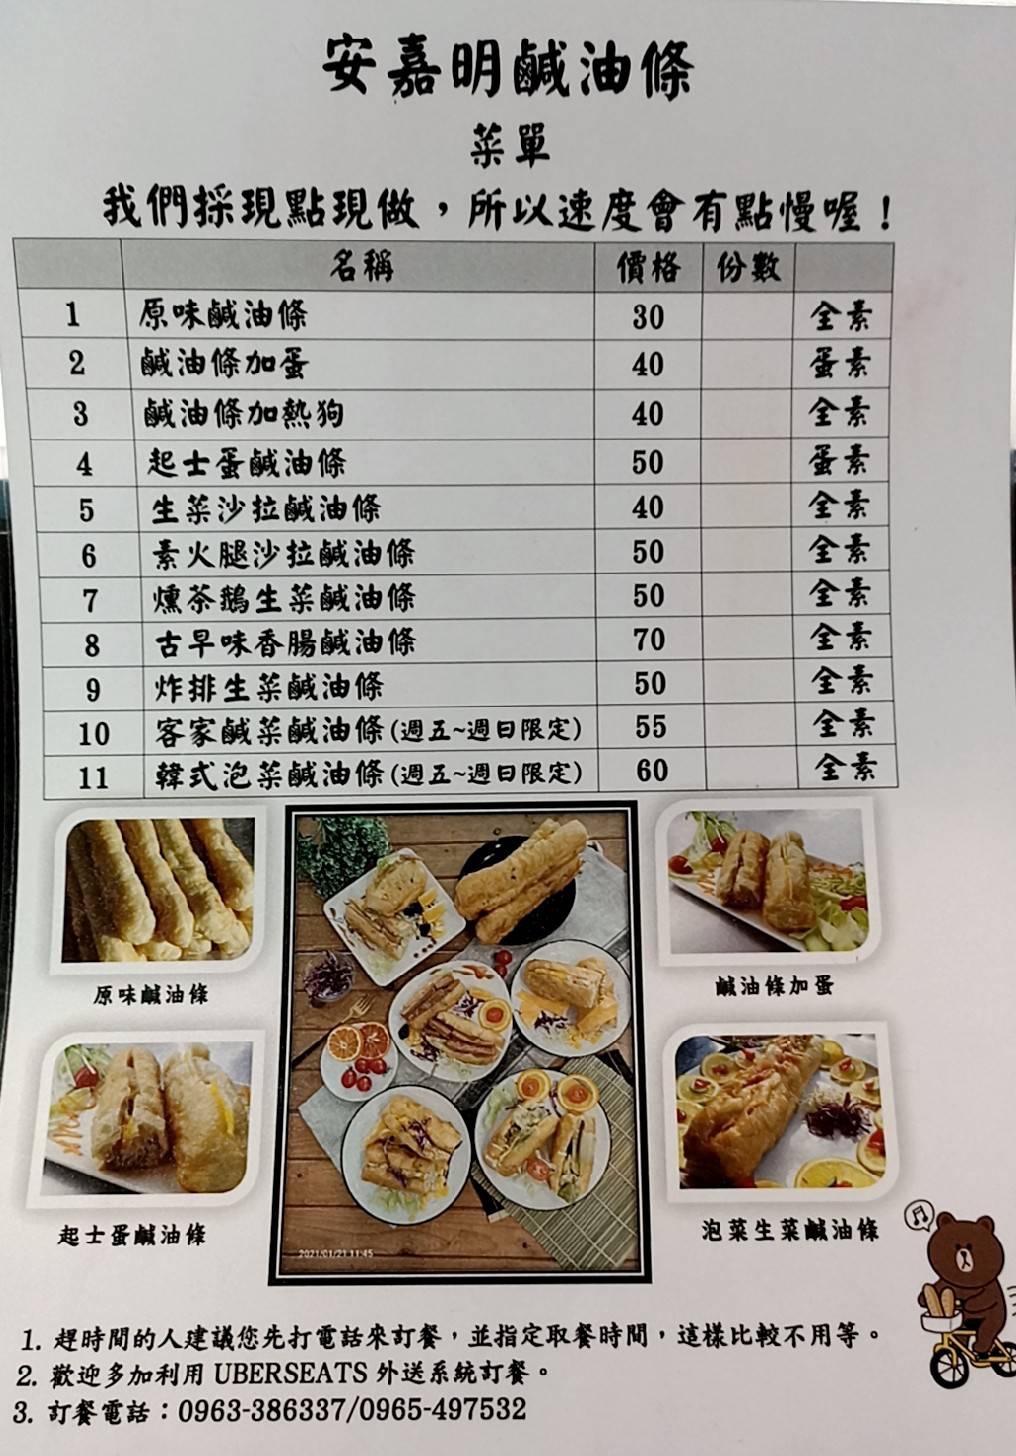 安嘉明鹹油條
菜單
我們採現點現做，所以速度會有點慢喔！
名稱 價格 份數
1 原味鹹油條 30 全素
2 鹹油條加蛋 40 蛋素
3 鹹油條加熱狗 40 全素
4 起士蛋鹹油條 50 蛋素
5 生菜沙拉鹹油條 40 全素
6 素火腿沙拉鹹油條 50 全素
7 燻茶鵝生菜鹹油條 50 全素
8 古早味香腸鹹油條 70 全素
9 炸排生菜鹹油條 50 全素
10 客家鹹菜鹹油條(週五~週日限定) 55 全素
11 韓式泡菜鹹油條(週五~週日限定) 60 全素
原味鹹油條
鹹油條加蛋
起士蛋鹹油條
泡菜生菜鹹油條
2021/01/21 11:45
1. 趕時間的人建議您先打電話來訂餐，並指定取餐時間，這樣比較不用等。
2. 歡迎多加利用 UBERSEATS 外送系統訂餐。
3. 訂餐電話：0963-386337/0965-497532